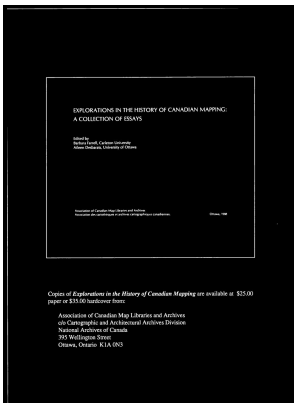 EXPLORATIONS IN THE HISTORY OF CANADIAN MAPPING:
A COLLECTION OF ESSAYS
Edited by
Barbara Farrell, Carleton University
Aileen Desbarats, University of Ottawa
Association of Canadian Map Libraries and Archives
Association des cartothèques et archives cartographiques canadiennes.
Ottawa, 1988
Copies of Explorations in the History of Canadian Mapping are available at $25.00
paper or $35.00 hardcover from:
Association of Canadian Map Libraries and Archives
c/o Cartographic and Architectural Archives Division
National Archives of Canada
395 Wellington Street
Ottawa, Ontario K1A 0N3